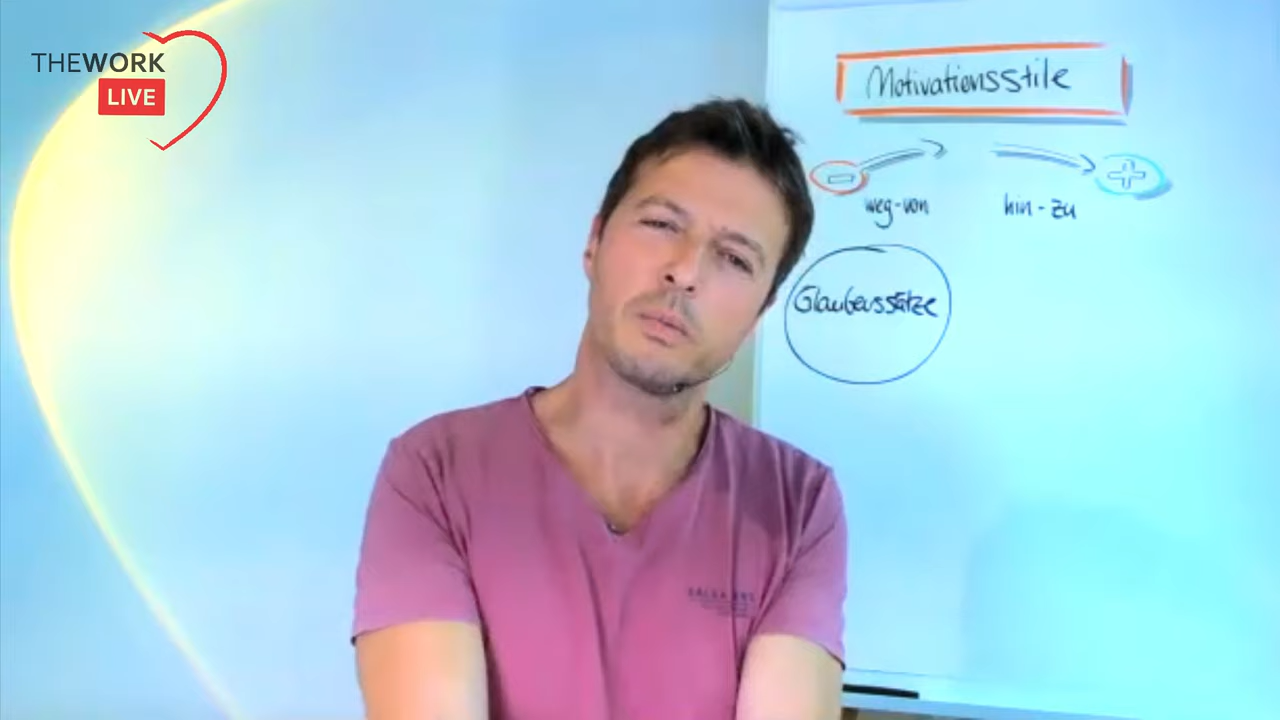 THEWORK
LIVE
Motivationsstile
weg-von
hin-zu
Glaubenssätze